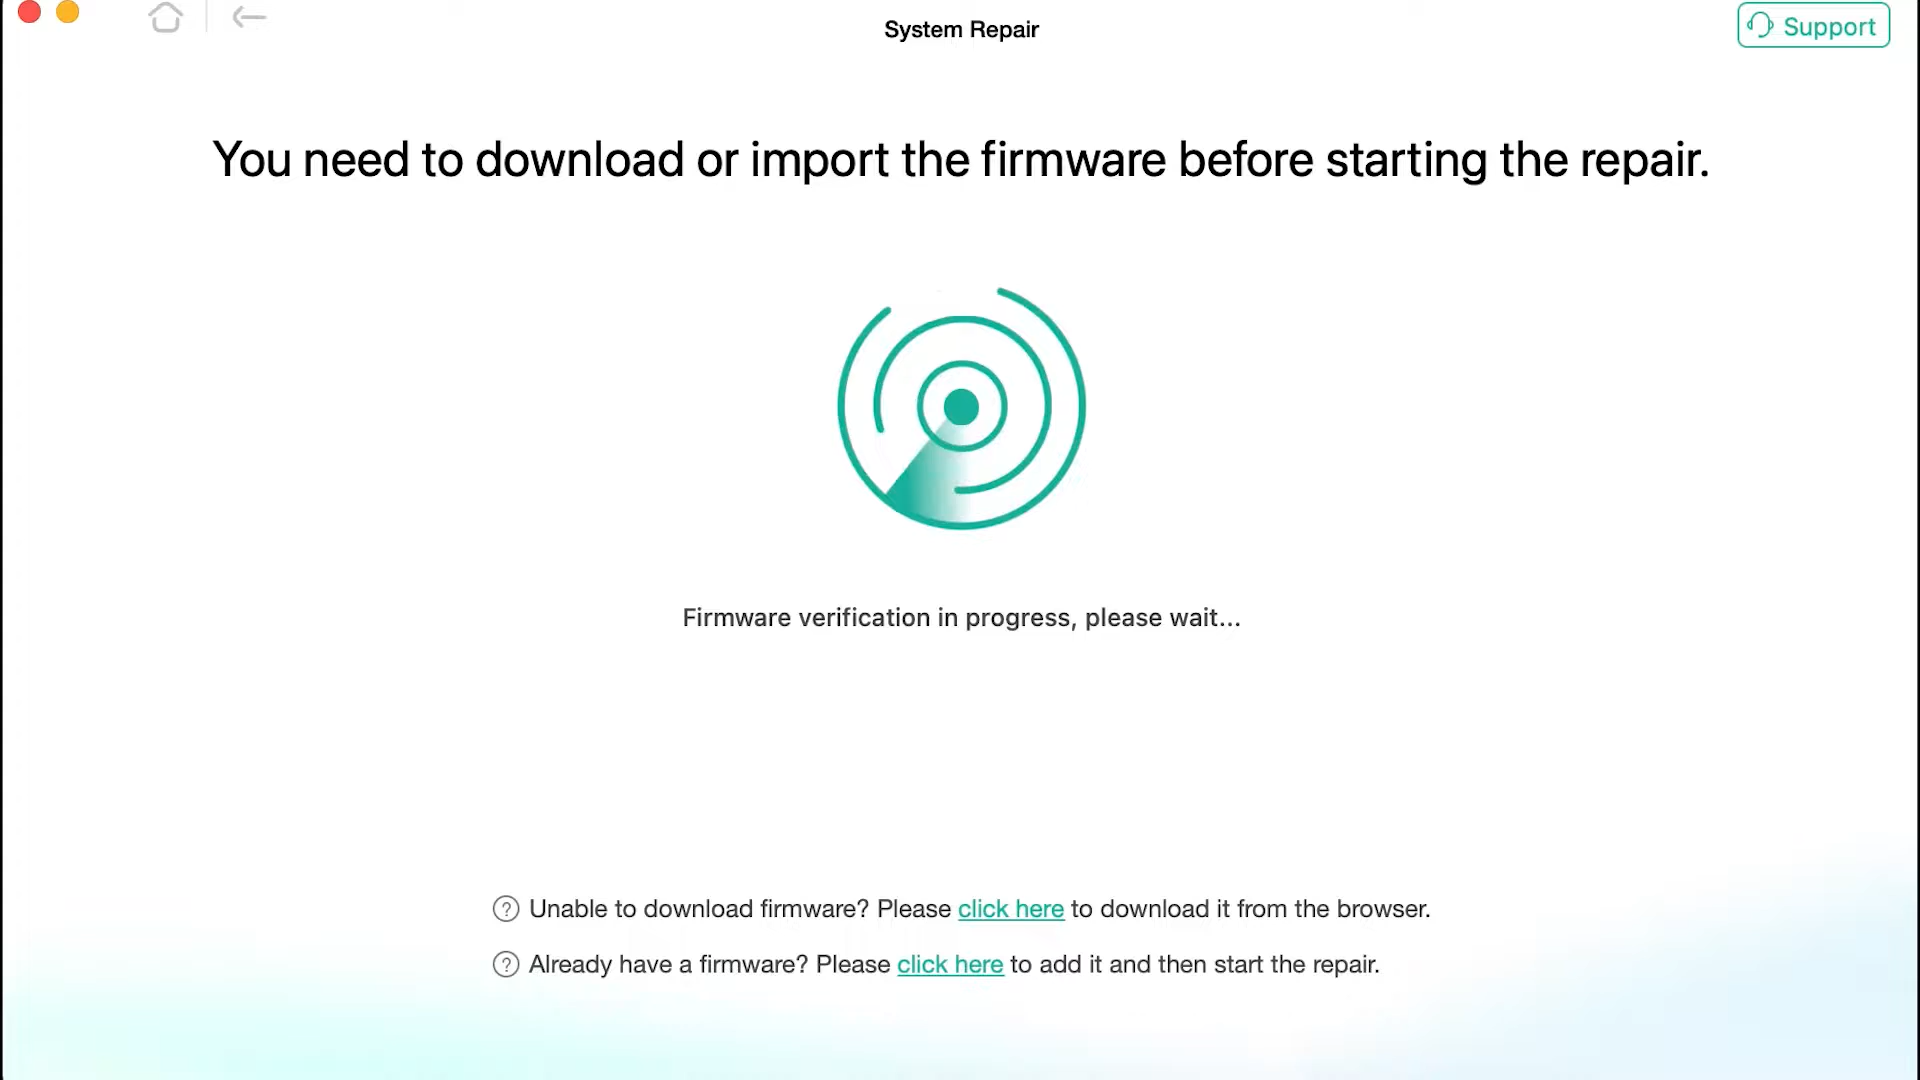 System Repair
Support
You need to download or import the firmware before starting the repair.
Firmware verification in progress, please wait...
? Unable to download firmware? Please click here to download it from the browser.
? Already have a firmware? Please click here to add it and then start the repair.